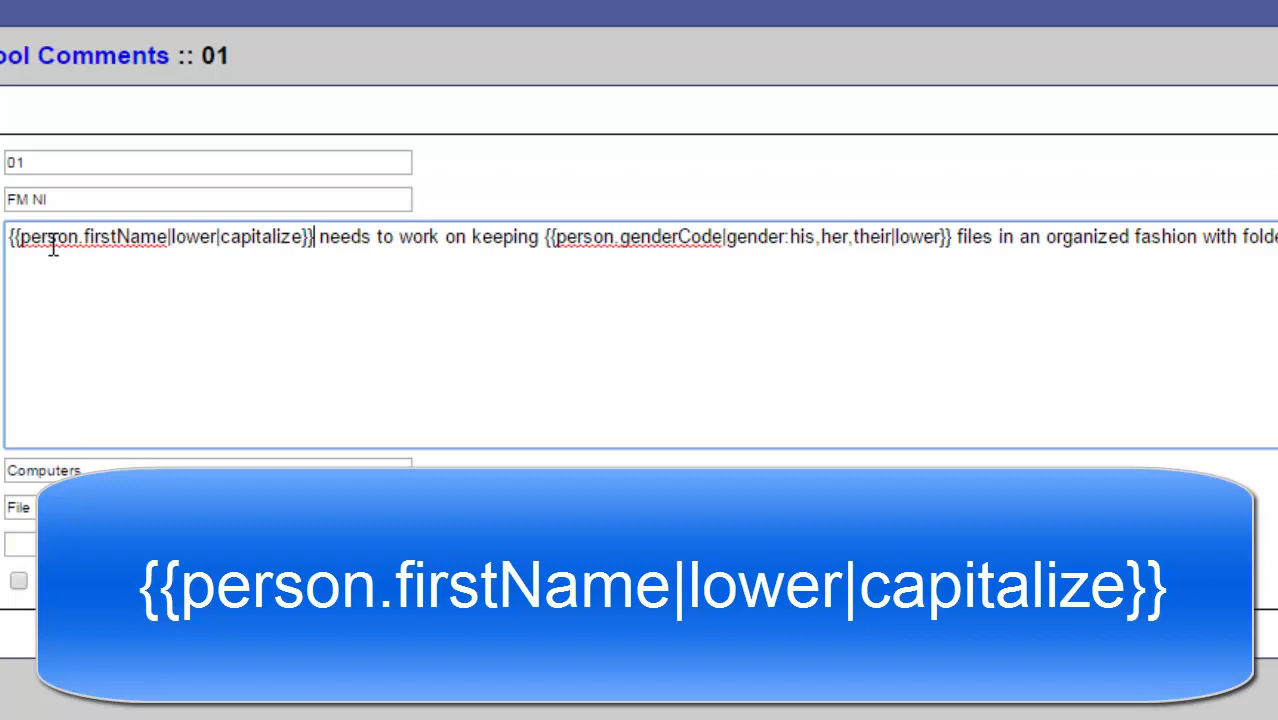 ool Comments :: 01
01
FM NI
{{person.firstName|lower|capitalize}} needs to work on keeping {{person.genderCode|gender:his,her,their|lower}} files in an organized fashion with folde
Computers
File
{{person.firstName|lower|capitalize}}